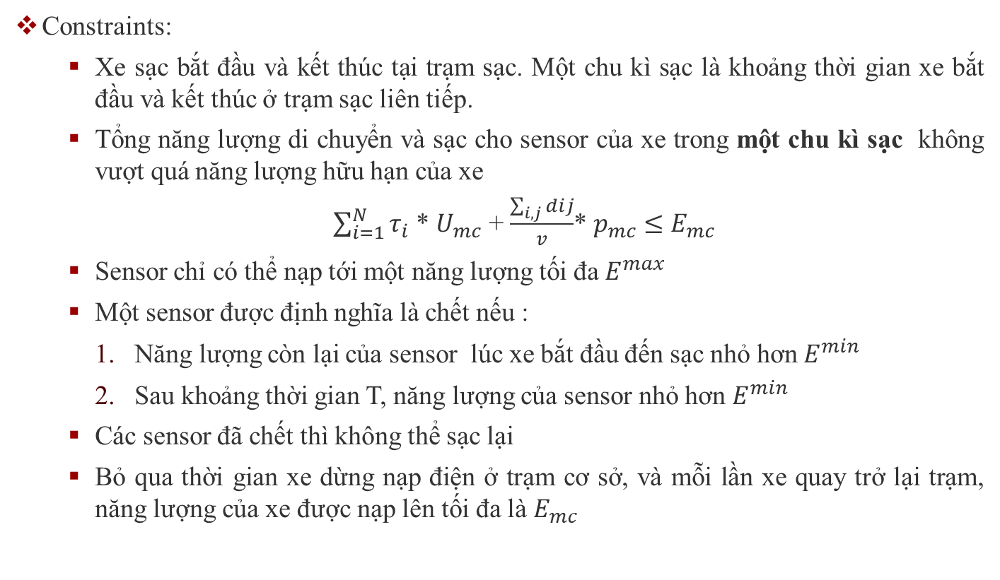 ❖ Constraints:
▪ Xe sạc bắt đầu và kết thúc tại trạm sạc. Một chu kì sạc là khoảng thời gian xe bắt
đầu và kết thúc ở trạm sạc liên tiếp.
▪ Tổng năng lượng di chuyển và sạc cho sensor của xe trong một chu kì sạc không
vượt quá năng lượng hữu hạn của xe
$\sum_{i=1}^{N} \tau_i * U_{mc} + \frac{\sum_{i,j} dij}{v} * p_{mc} \leq E_{mc}$
▪ Sensor chỉ có thể nạp tới một năng lượng tối đa $E^{max}$
▪ Một sensor được định nghĩa là chết nếu :
1. Năng lượng còn lại của sensor lúc xe bắt đầu đến sạc nhỏ hơn $E^{min}$
2. Sau khoảng thời gian T, năng lượng của sensor nhỏ hơn $E^{min}$
▪ Các sensor đã chết thì không thể sạc lại
▪ Bỏ qua thời gian xe dừng nạp điện ở trạm cơ sở, và mỗi lần xe quay trở lại trạm,
năng lượng của xe được nạp lên tối đa là $E_{mc}$